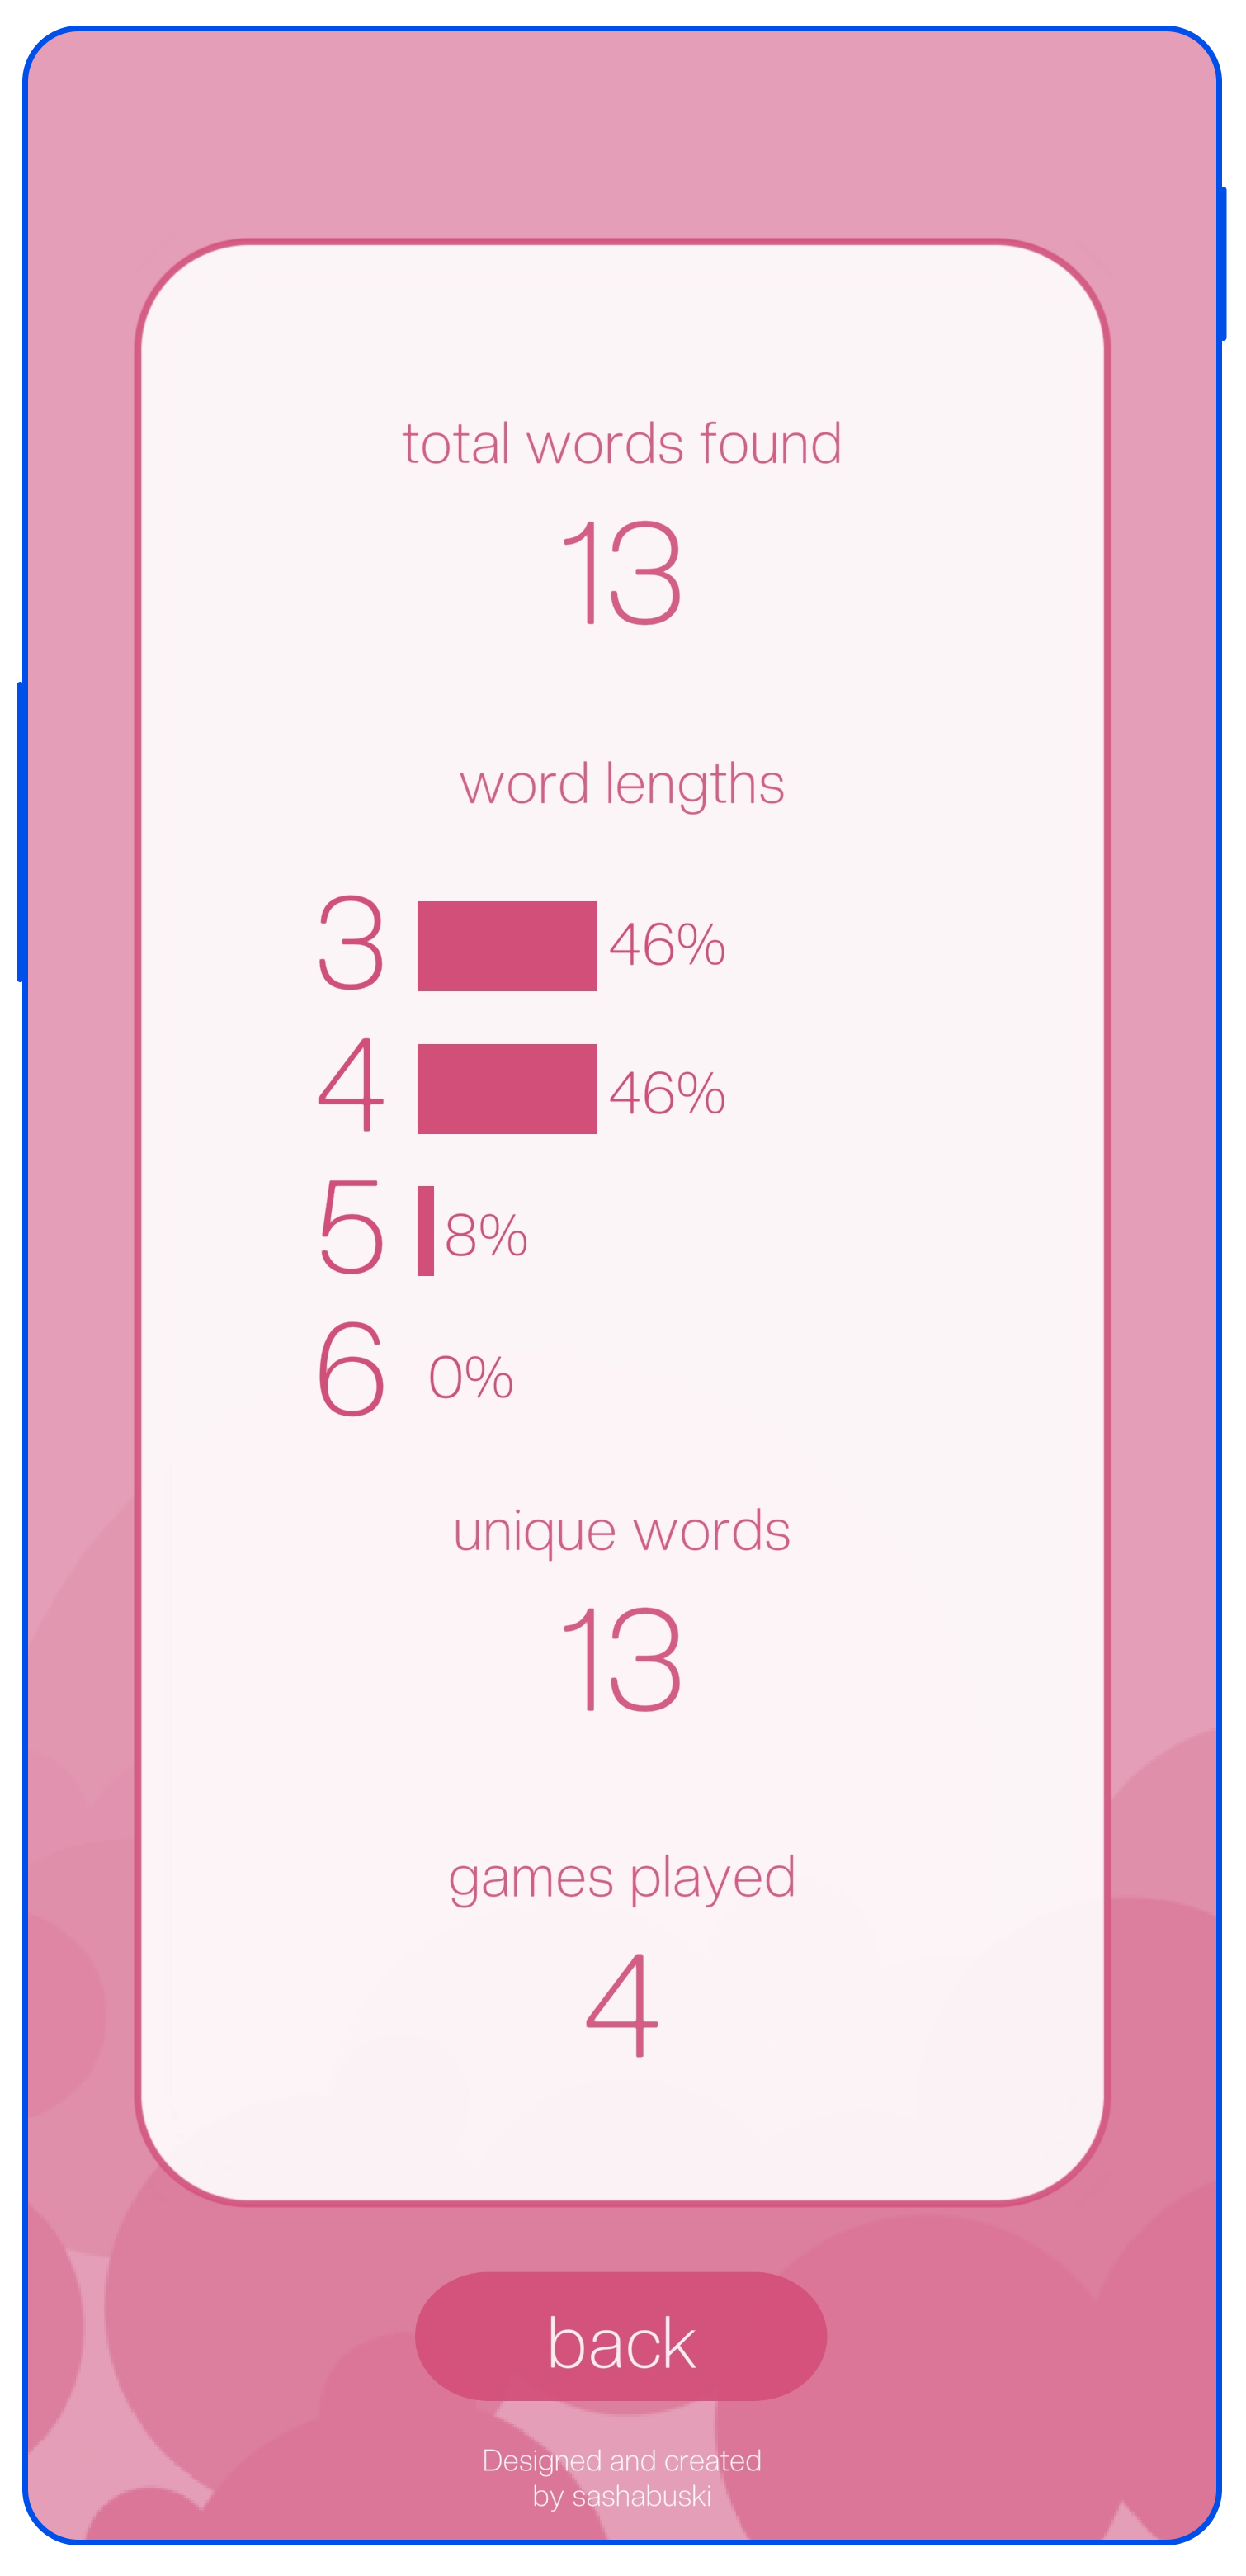 total words found
13
word lengths
3 46%
4 46%
5 8%
6 0%
unique words
13
games played
4
back
Designed and created
by sashabuski